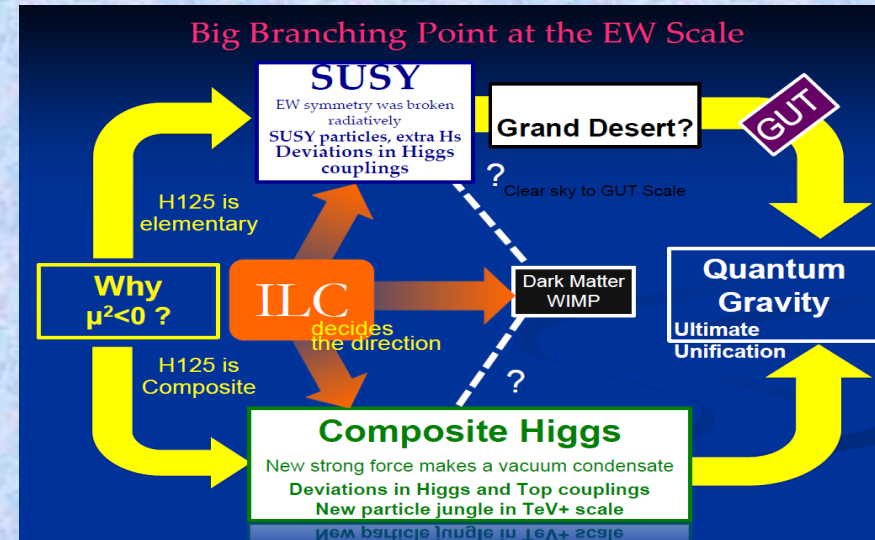 Big Branching Point at the EW Scale
SUSY
EW symmetry was broken
radiatively
SUSY particles, extra Hs
Deviations in Higgs
couplings
Grand Desert?
GUT
?
Clear sky to GUT Scale
H125 is
elementary
Why
μ²<0 ?
ILC
decides
the direction
Dark Matter
WIMP
Quantum
Gravity
Ultimate
Unification
H125 is
Composite
?
Composite Higgs
New strong force makes a vacuum condensate
Deviations in Higgs and Top couplings
New particle jungle in TeV+ scale